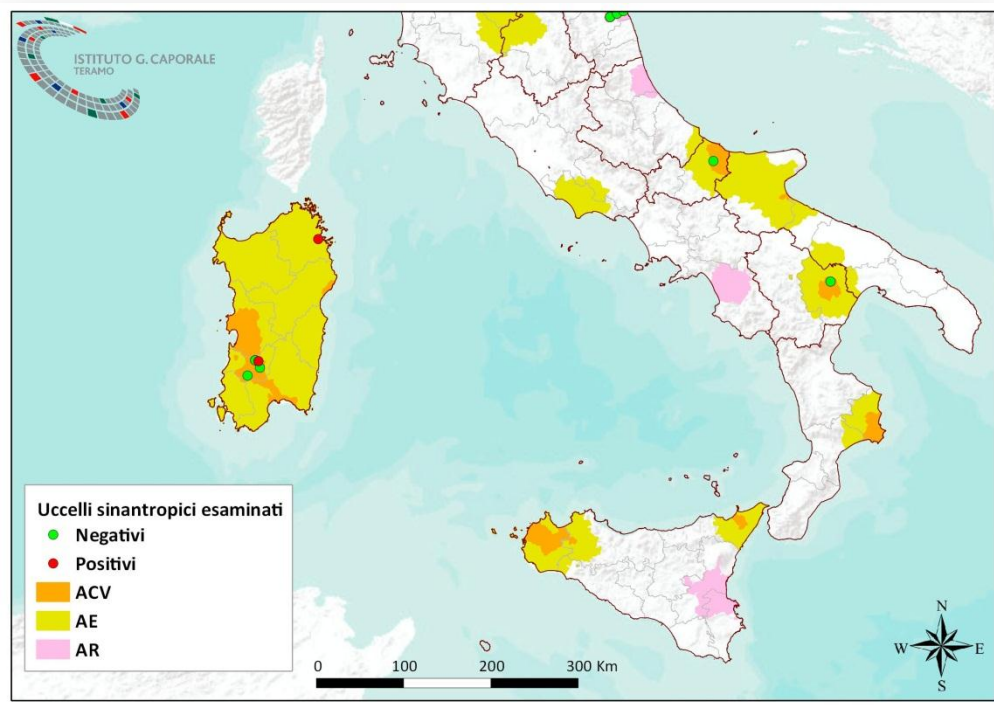 ISTITUTO G. CAPORALE
TERAMO
Uccelli sinantropici esaminati
Negativi
Positivi
ACV
AE
AR
0 100 200 300 Km
N
W E
S